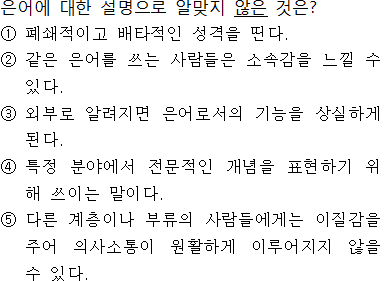 은어에 대한 설명으로 알맞지 않은 것은?
① 폐쇄적이고 배타적인 성격을 띤다.
② 같은 은어를 쓰는 사람들은 소속감을 느낄 수
있다.
③ 외부로 알려지면 은어로서의 기능을 상실하게
된다.
④ 특정 분야에서 전문적인 개념을 표현하기 위
해 쓰이는 말이다.
⑤ 다른 계층이나 부류의 사람들에게는 이질감을
주어 의사소통이 원활하게 이루어지지 않을
수 있다.